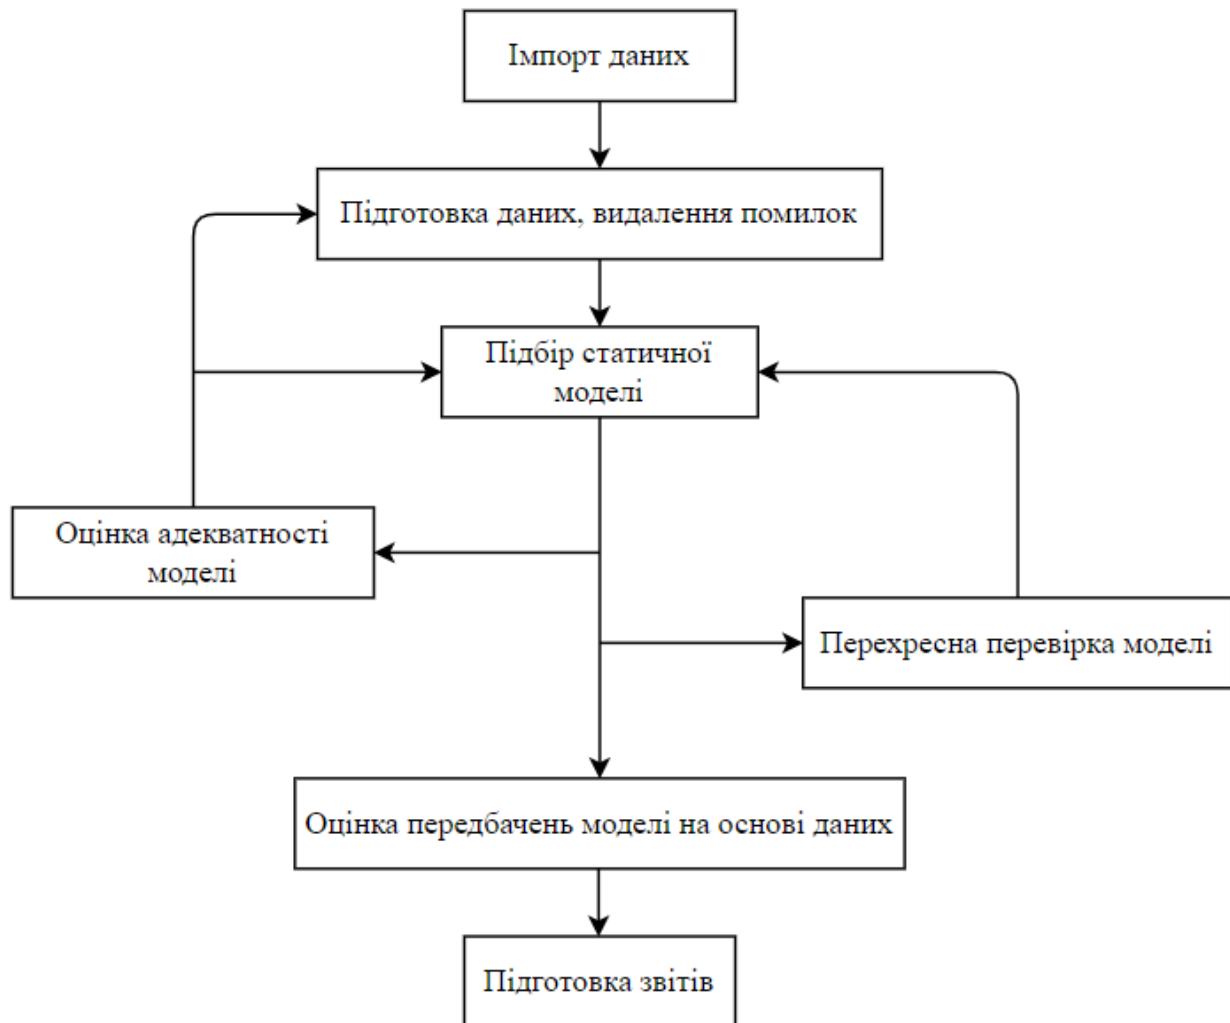 Імпорт даних
Підготовка даних, видалення помилок
Підбір статичної
моделі
Оцінка адекватності
моделі
Перехресна перевірка моделі
Оцінка передбачень моделі на основі даних
Підготовка звітів